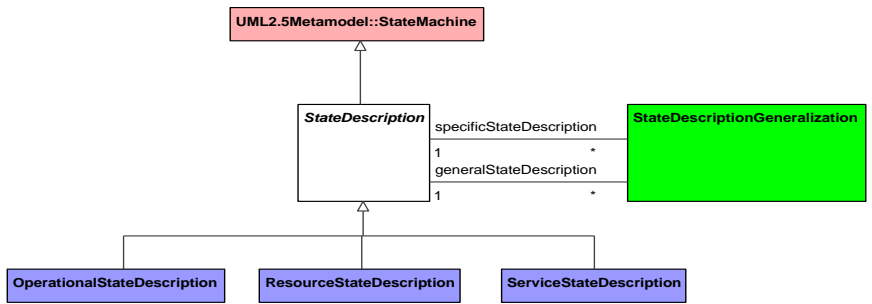 UML2.5Metamodel::StateMachine
StateDescription
specificStateDescription
StateDescriptionGeneralization
1 *
generalStateDescription
1 *
OperationalStateDescription
ResourceStateDescription
ServiceStateDescription